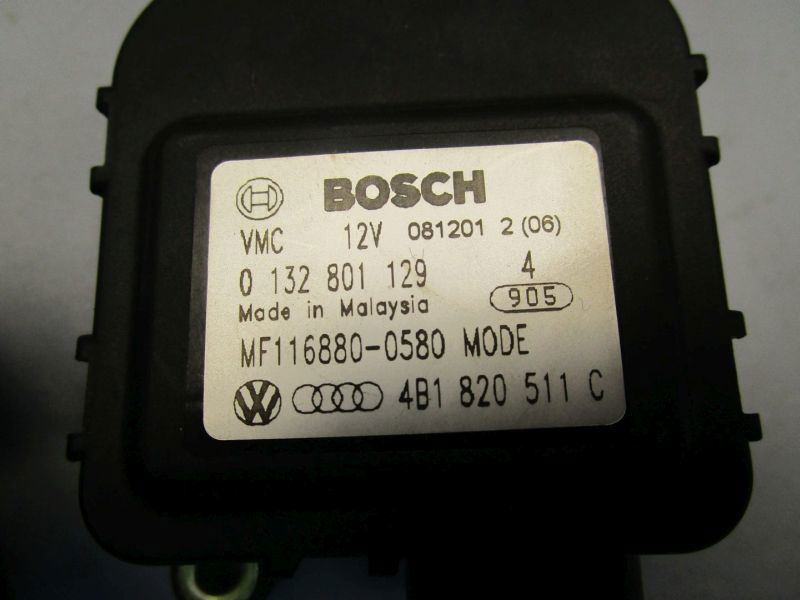 BOSCH
VMC 12V 081201 2 (06)
0 132 801 129 4
Made in Malaysia 905
MF116880-0580 MODE
VW 4B1 820 511 C